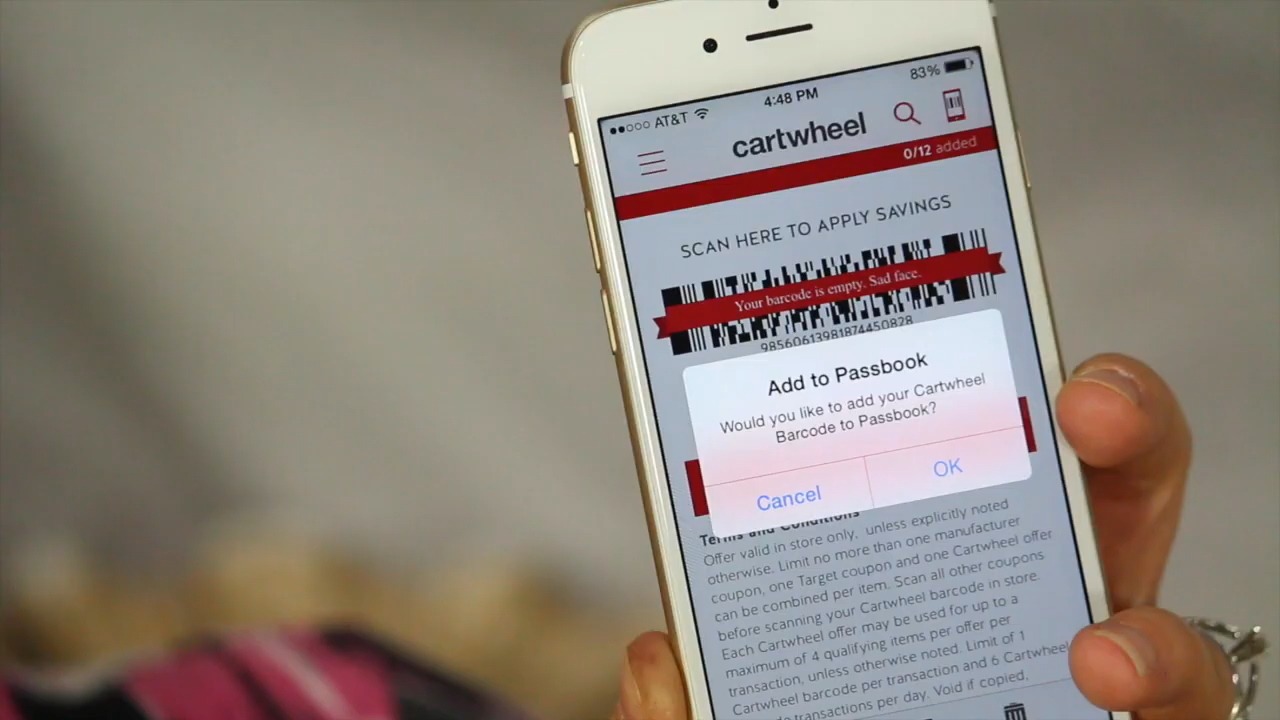 83%
4:48 PM
AT&T
cartwheel
0/12 added
SCAN HERE TO APPLY SAVINGS
Your barcode is empty. Sad face.
98560613981874450828
Add to Passbook
Would you like to add your Cartwheel
Barcode to Passbook?
Cancel
OK
Terms and Conditions
Offer valid in store only, unless explicitly noted
otherwise. Limit no more than one manufacturer
coupon, one Target coupon and one Cartwheel offer
can be combined per item. Scan all other coupons
before scanning your Cartwheel barcode in store.
Each Cartwheel offer may be used for up to a
maximum of 4 qualifying items per offer per
transaction, unless otherwise noted. Limit of 1
Cartwheel barcode per transaction and 6 Cartwheel
transactions per day. Void if copied,